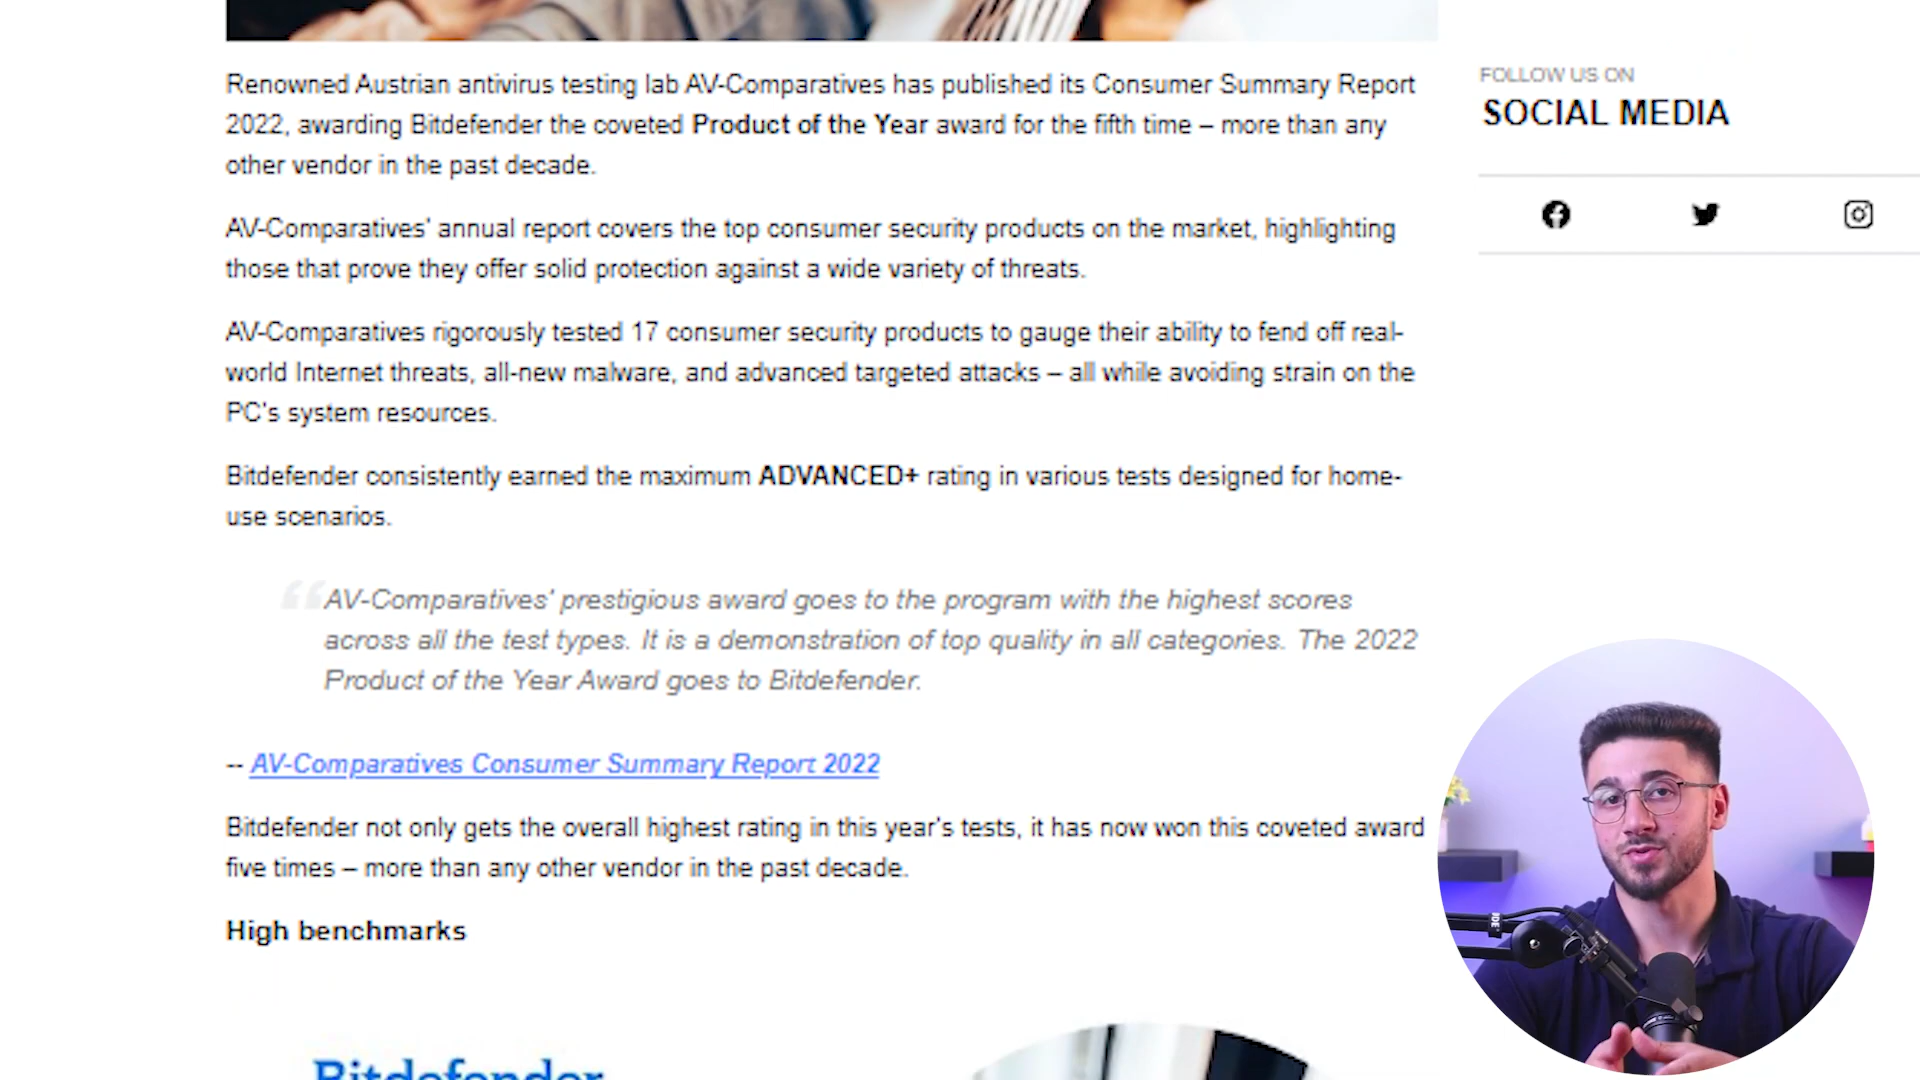 Renowned Austrian antivirus testing lab AV-Comparatives has published its Consumer Summary Report
2022, awarding Bitdefender the coveted Product of the Year award for the fifth time – more than any
other vendor in the past decade.
AV-Comparatives' annual report covers the top consumer security products on the market, highlighting
those that prove they offer solid protection against a wide variety of threats.
AV-Comparatives rigorously tested 17 consumer security products to gauge their ability to fend off real-
world Internet threats, all-new malware, and advanced targeted attacks – all while avoiding strain on the
PC's system resources.
Bitdefender consistently earned the maximum ADVANCED+ rating in various tests designed for home-
use scenarios.
“AV-Comparatives' prestigious award goes to the program with the highest scores
across all the test types. It is a demonstration of top quality in all categories. The 2022
Product of the Year Award goes to Bitdefender.
-- AV-Comparatives Consumer Summary Report 2022
Bitdefender not only gets the overall highest rating in this year's tests, it has now won this coveted award
five times – more than any other vendor in the past decade.
High benchmarks
Bitdefender
FOLLOW US ON
SOCIAL MEDIA